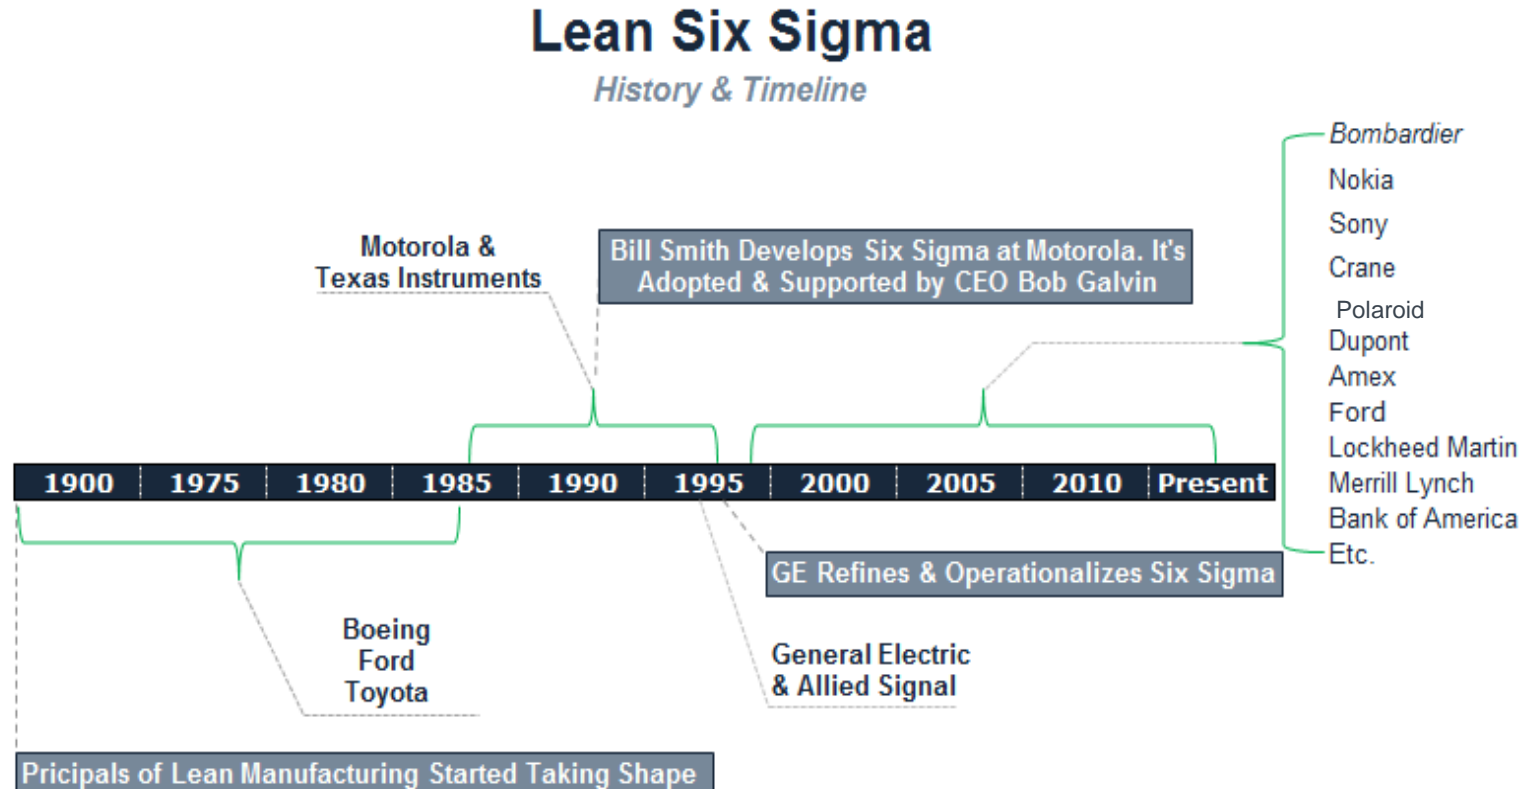 Lean Six Sigma
History & Timeline
Bombardier
Nokia
Sony
Crane
Polaroid
Dupont
Amex
Ford
Lockheed Martin
Merrill Lynch
Bank of America
Etc.
Motorola &
Texas Instruments
Bill Smith Develops Six Sigma at Motorola. It's
Adopted & Supported by CEO Bob Galvin
1900 1975 1980 1985 1990 1995 2000 2005 2010 Present
GE Refines & Operationalizes Six Sigma
Boeing
Ford
Toyota
General Electric
& Allied Signal
Pricipals of Lean Manufacturing Started Taking Shape